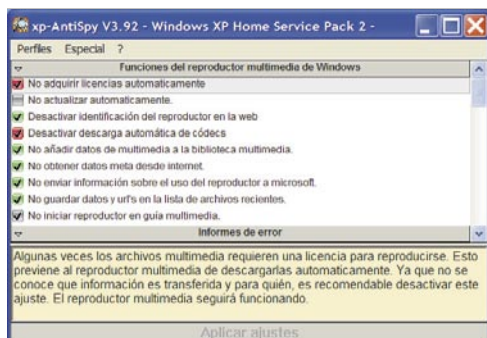 xp-AntiSpy V3.92 - Windows XP Home Service Pack 2 -
Perfiles Especial ?
Funciones del reproductor multimedia de Windows
No adquirir licencias automaticamente
No actualizar automaticamente.
Desactivar identificación del reproductor en la web
Desactivar descarga automática de códecs
No añadir datos de multimedia a la biblioteca multimedia.
No obtener datos meta desde internet.
No enviar información sobre el uso del reproductor a microsoft.
No guardar datos y url's en la lista de archivos recientes.
No iniciar reproductor en guía multimedia.
Informes de error
Algunas veces los archivos multimedia requieren una licencia para reproducirse. Esto
previene al reproductor multimedia de descargarlas automaticamente. Ya que no se
conoce que información es transferida y para quién, es recomendable desactivar este
ajuste. El reproductor multimedia seguirá funcionando.
Aplicar ajustes